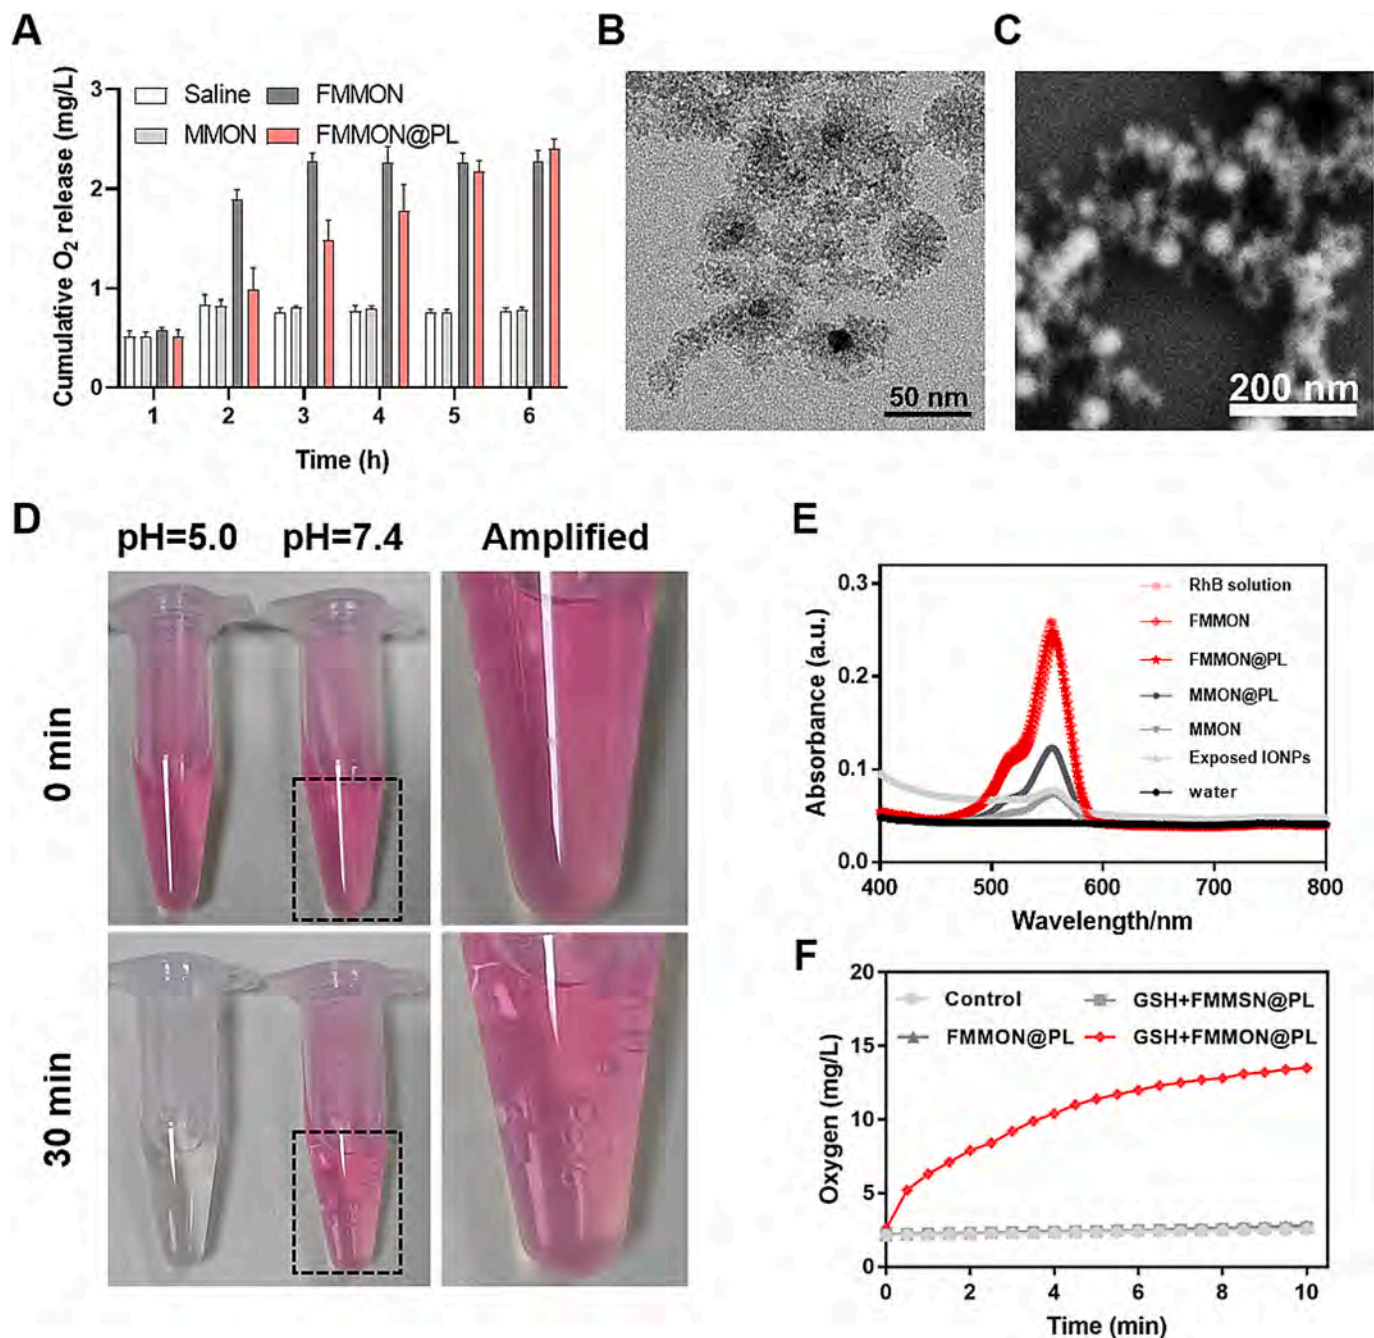 A
Cumulative O₂ release (mg/L)
3
2
1
0
Saline
FMMON
MMON
FMMON@PL
1 2 3 4 5 6
Time (h)
B
50 nm
C
200 nm
D
pH=5.0 pH=7.4 Amplified
0 min
30 min
E
Absorbance (a.u.)
0.3
0.2
0.1
0.0
RhB solution
FMMON
FMMON@PL
MMON@PL
MMON
Exposed IONPs
water
400 500 600 700 800
Wavelength/nm
F
Oxygen (mg/L)
20
15
10
5
0
Control
GSH+FMMSN@PL
FMMON@PL
GSH+FMMON@PL
0 2 4 6 8 10
Time (min)